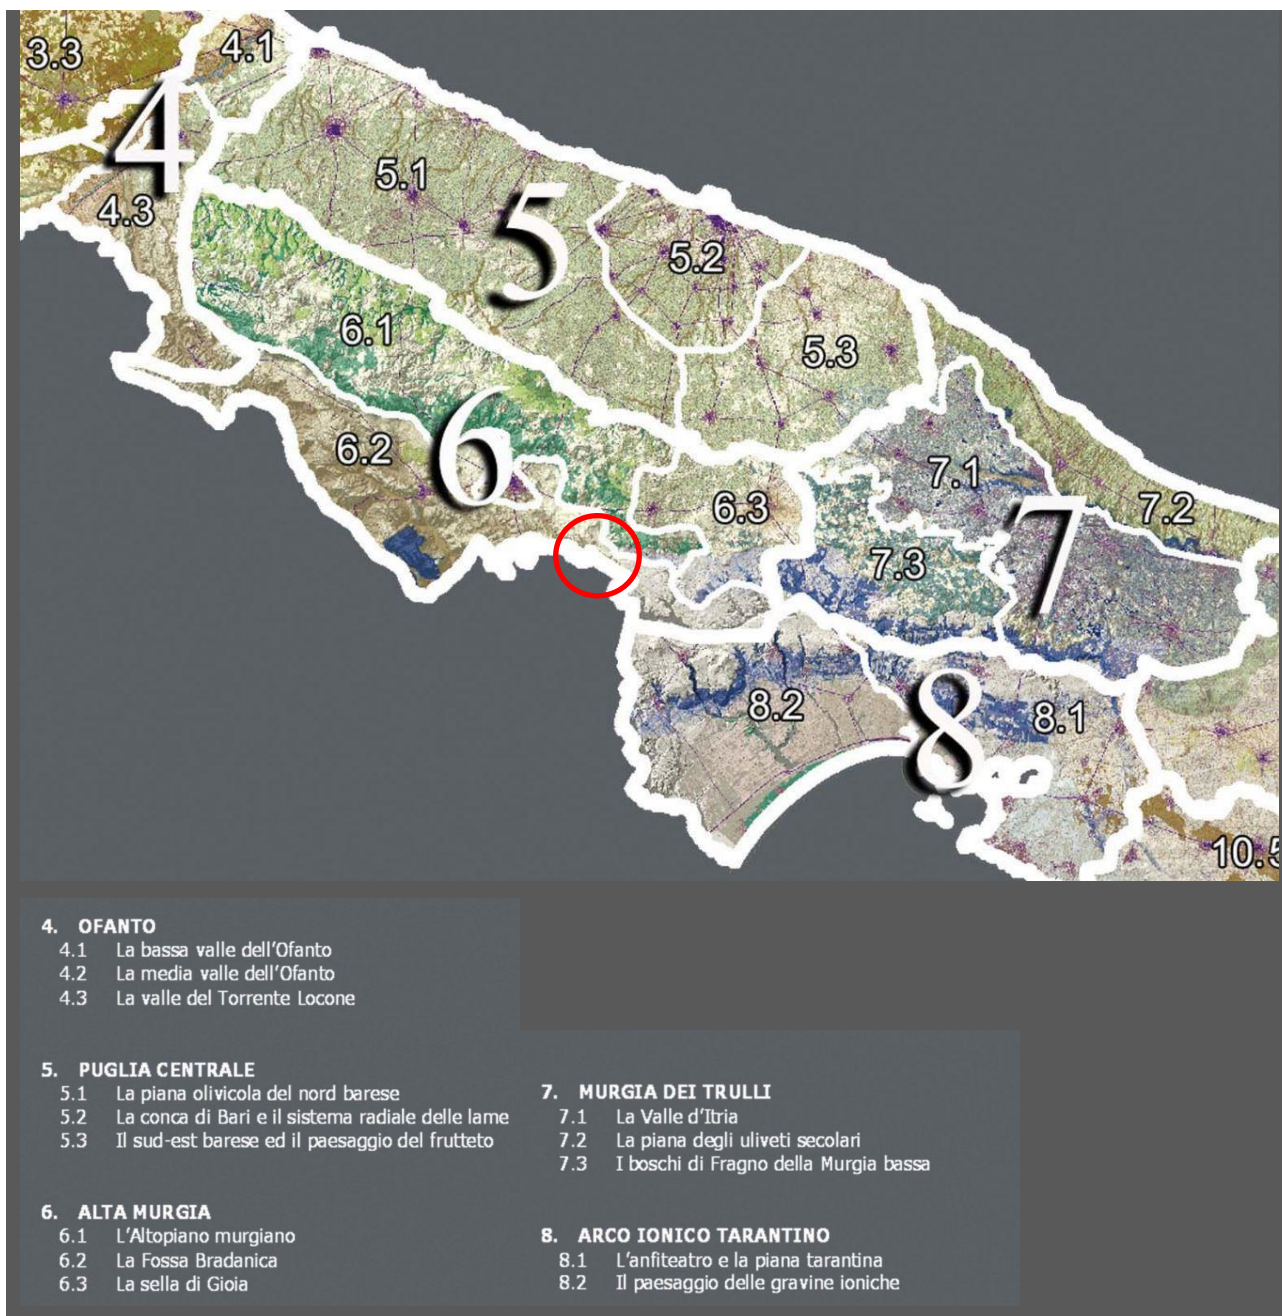 3.3
4.1
4
4.3
5.1
5
5.2
5.3
6.1
6.2
6
6.3
7.1
7.2
7
7.3
8.2
8
8.1
10.5
4. OFANTO
4.1 La bassa valle dell'Ofanto
4.2 La media valle dell'Ofanto
4.3 La valle del Torrente Locone
5. PUGLIA CENTRALE
5.1 La piana olivicola del nord barese
5.2 La conca di Bari e il sistema radiale delle lame
5.3 Il sud-est barese ed il paesaggio del frutteto
6. ALTA MURGIA
6.1 L'Altopiano murgiano
6.2 La Fossa Bradanica
6.3 La sella di Gioia
7. MURGIA DEI TRULLI
7.1 La Valle d'Itria
7.2 La piana degli uliveti secolari
7.3 I boschi di Fragno della Murgia bassa
8. ARCO IONICO TARANTINO
8.1 L'anfiteatro e la piana tarantina
8.2 Il paesaggio delle gravine ioniche